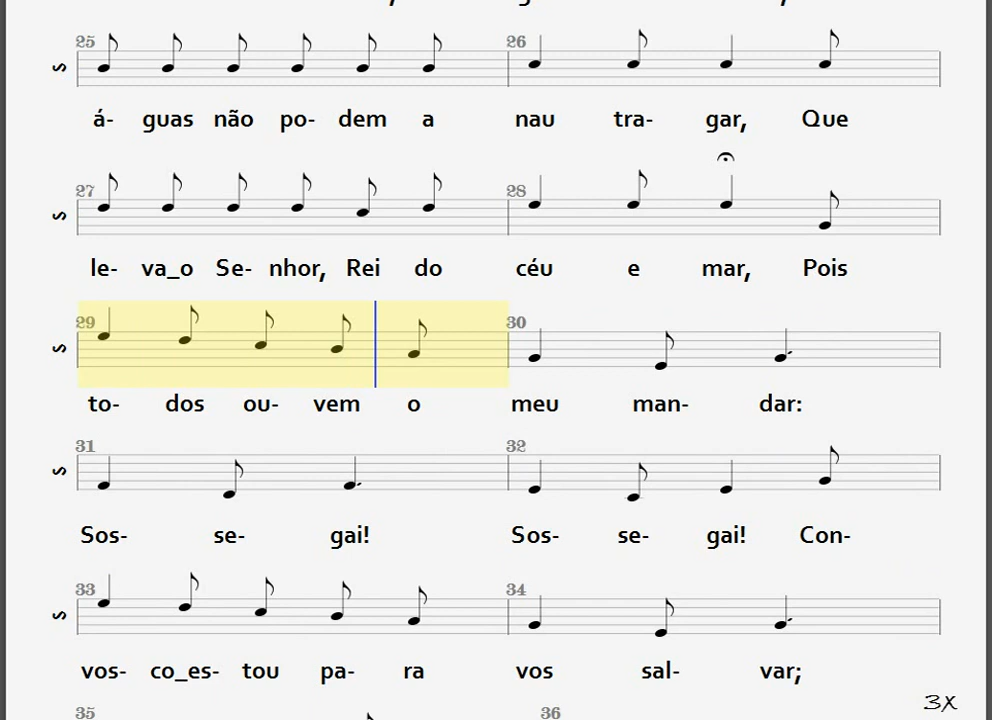 25 26
á- guas não po- dem a nau tra- gar, Que
27 28
le- va_o Se- nhor, Rei do céu e mar, Pois
29 30
to- dos ou- vem o meu man- dar:
31 32
Sos- se- gai! Sos- se- gai! Con-
33 34
vos- co_es- tou pa- ra vos sal- var;
3X
35 36